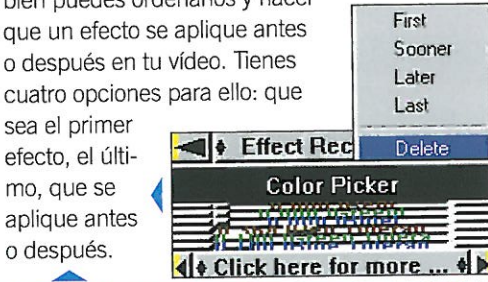 bien puedes ordenarlos y hacer
que un efecto se aplique antes
o después en tu vídeo. Tienes
cuatro opciones para ello: que
sea el primer
efecto, el últi-
mo, que se
aplique antes
o después.
First
Sooner
Later
Last
Delete
Effect Rec
Color Picker
Click here for more ...